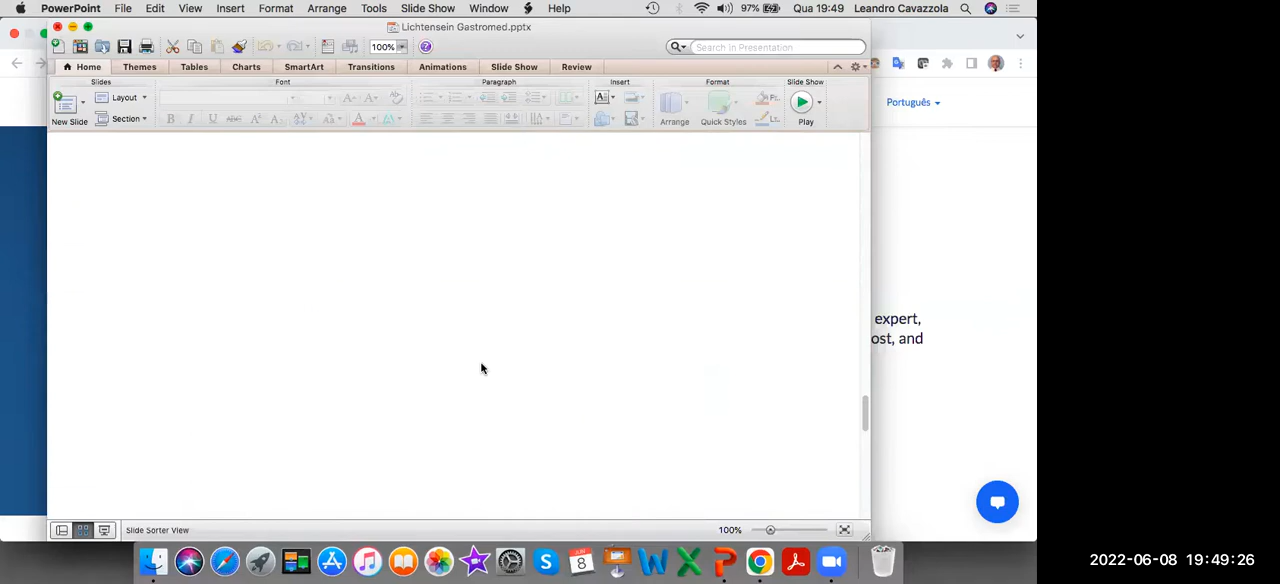 PowerPoint File Edit View Insert Format Arrange Tools Slide Show Window Help 97% Qua 19:49 Leandro Cavazzola
Lichtensein Gastromed.pptx
100% Search in Presentation
Home Themes Tables Charts SmartArt Transitions Animations Slide Show Review
Slides Font Paragraph Insert Format Slide Show
Layout
Section
New Slide Arrange Quick Styles Play
Português
expert,
ost, and
Slide Sorter View 100%
JUN
8
2022-06-08 19:49:26